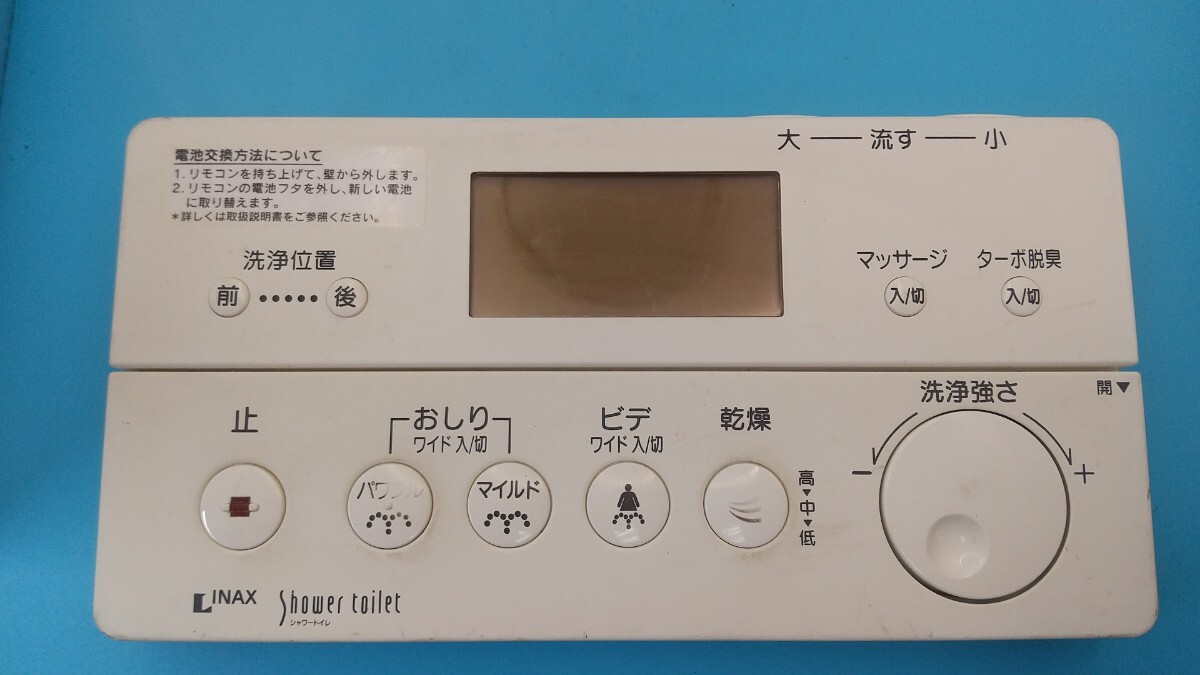 大 — 流す — 小
電池交換方法について
1. リモコンを持ち上げて、壁から外します。
2. リモコンの電池フタを外し、新しい電池
に取り替えます。
*詳しくは取扱説明書をご参照ください。
洗浄位置
前 ••••• 後
マッサージ
入/切
ターボ脱臭
入/切
開▼
止
おしり
ワイド 入/切
パワフル
マイルド
ビデ
ワイド 入/切
乾燥
高
▼
中
▼
低
洗浄強さ
− +
LINAX
Shower toilet
シャワートイレ